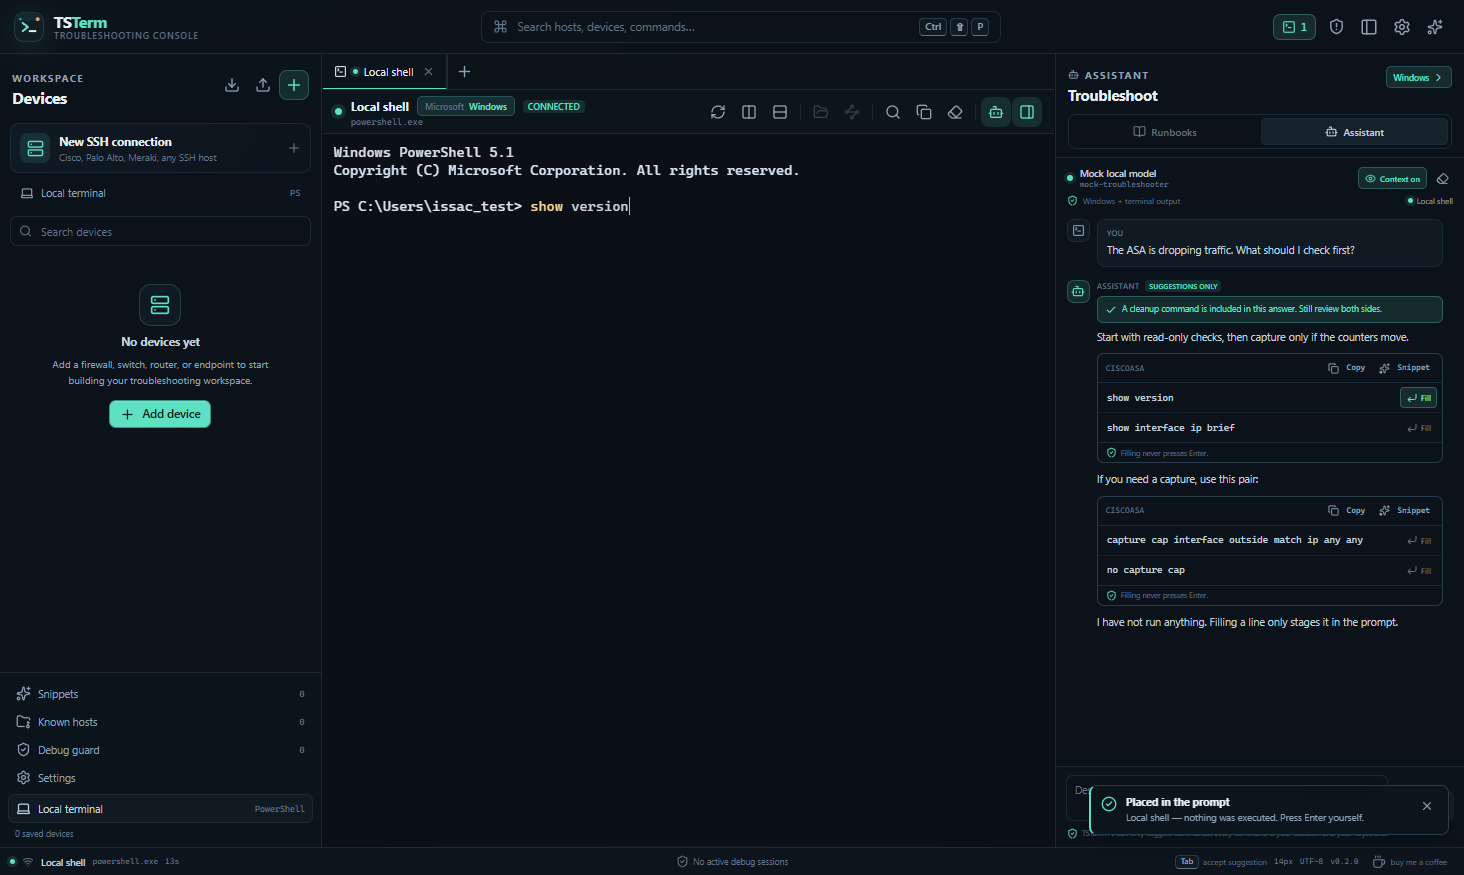 TSTerm
TROUBLESHOOTING CONSOLE
Search hosts, devices, commands...
Ctrl
P
1
WORKSPACE
Devices
New SSH connection
Cisco, Palo Alto, Meraki, any SSH host
Local terminal
PS
Search devices
No devices yet
Add a firewall, switch, router, or endpoint to start
building your troubleshooting workspace.
Add device
Snippets
0
Known hosts
0
Debug guard
0
Settings
Local terminal
PowerShell
0 saved devices
Local shell
Local shell
Microsoft Windows
CONNECTED
powershell.exe
Windows PowerShell 5.1
Copyright (C) Microsoft Corporation. All rights reserved.
PS C:\Users\issac_test> show version
ASSISTANT
Troubleshoot
Windows
Runbooks
Assistant
Mock local model
mock-troubleshooter
Context on
Windows + terminal output
Local shell
YOU
The ASA is dropping traffic. What should I check first?
ASSISTANT
SUGGESTIONS ONLY
A cleanup command is included in this answer. Still review both sides.
Start with read-only checks, then capture only if the counters move.
CISCOASA
Copy
Snippet
show version
Fill
show interface ip brief
Fill
Filling never presses Enter.
If you need a capture, use this pair:
CISCOASA
Copy
Snippet
capture cap interface outside match ip any any
Fill
no capture cap
Fill
Filling never presses Enter.
I have not run anything. Filling a line only stages it in the prompt.
Placed in the prompt
Local shell — nothing was executed. Press Enter yourself.
Local shell
powershell.exe
13s
No active debug sessions
Tab
accept suggestion
14px
UTF-8
v0.2.0
buy me a coffee